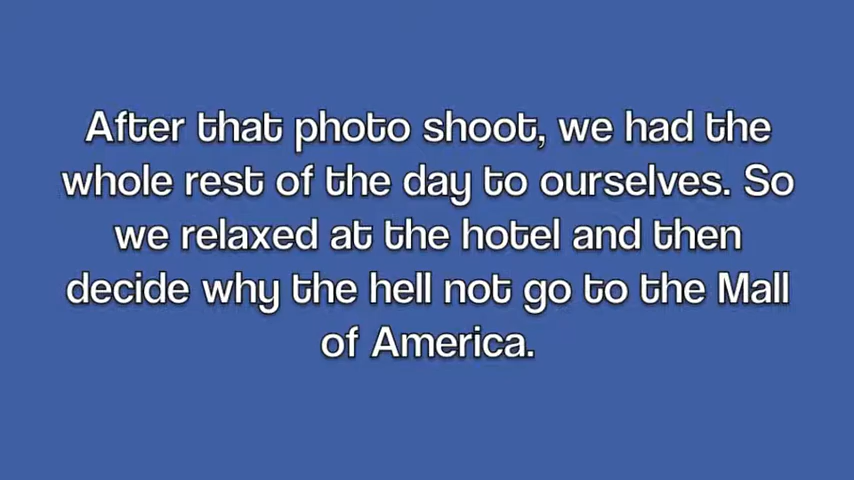 After that photo shoot, we had the
whole rest of the day to ourselves. So
we relaxed at the hotel and then
decide why the hell not go to the Mall
of America.